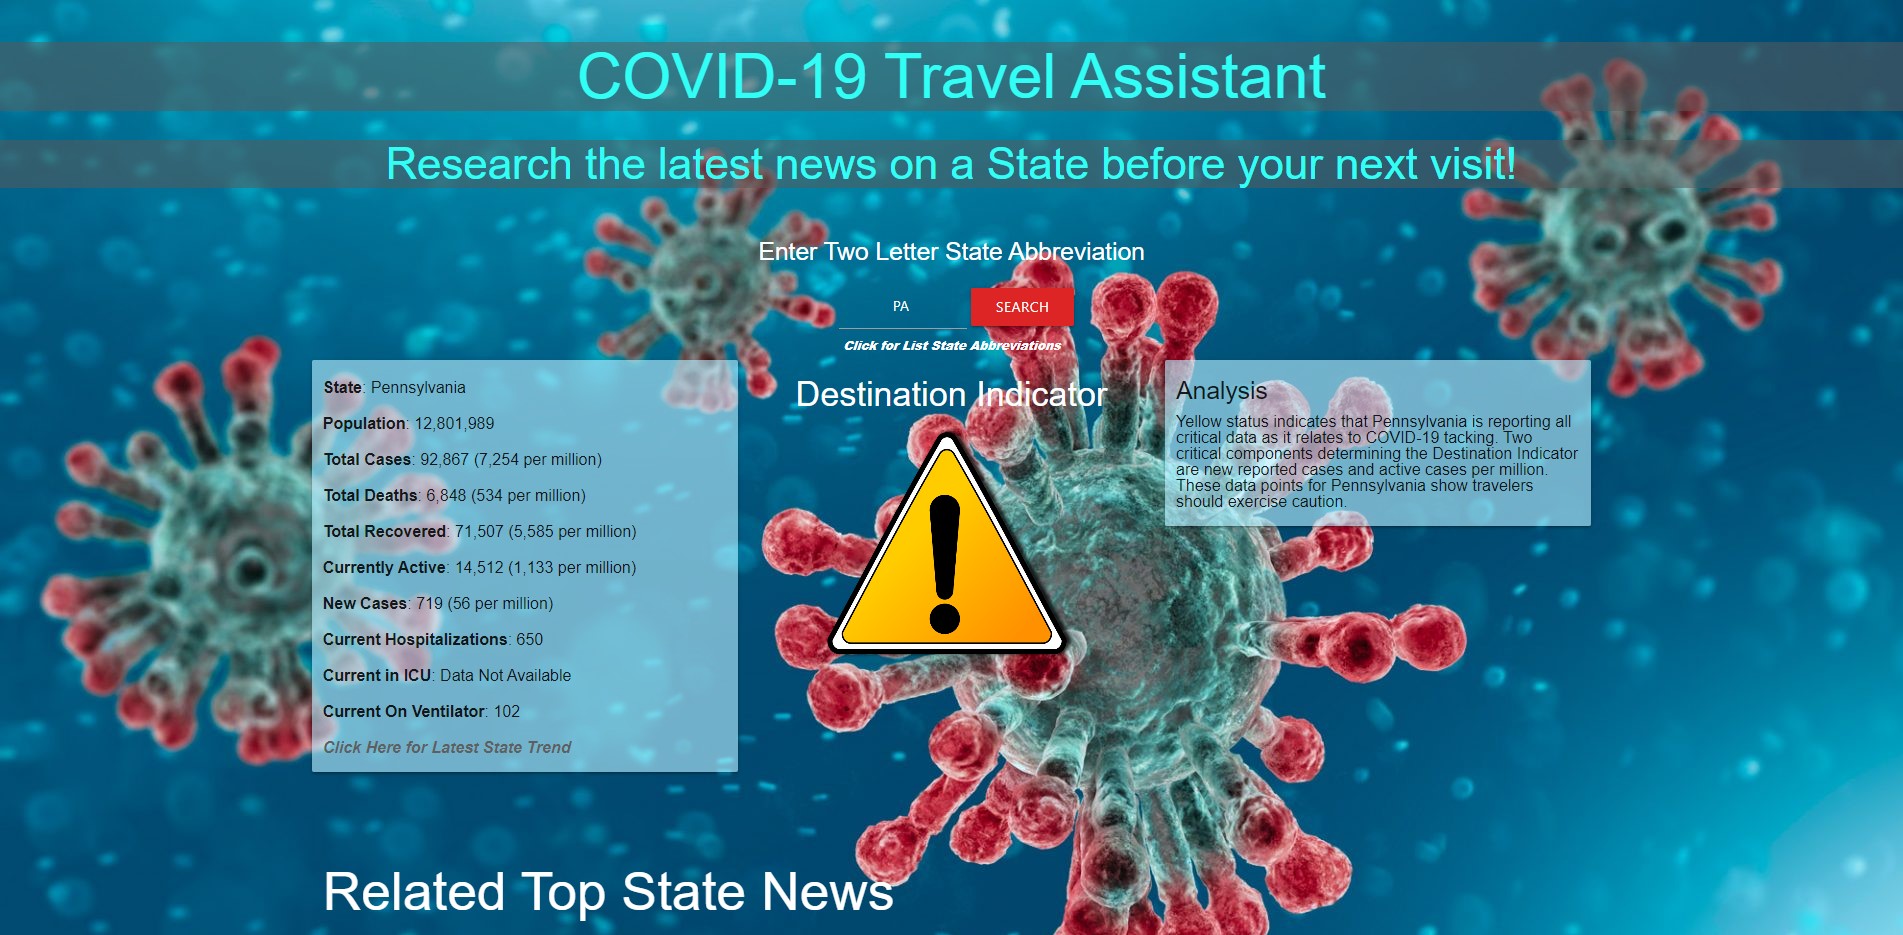 COVID-19 Travel Assistant
Research the latest news on a State before your next visit!
Enter Two Letter State Abbreviation
PA
SEARCH
Click for List State Abbreviations
State: Pennsylvania
Population: 12,801,989
Total Cases: 92,867 (7,254 per million)
Total Deaths: 6,848 (534 per million)
Total Recovered: 71,507 (5,585 per million)
Currently Active: 14,512 (1,133 per million)
New Cases: 719 (56 per million)
Current Hospitalizations: 650
Current in ICU: Data Not Available
Current On Ventilator: 102
Click Here for Latest State Trend
Destination Indicator
!
Analysis
Yellow status indicates that Pennsylvania is reporting all
critical data as it relates to COVID-19 tacking. Two
critical components determining the Destination Indicator
are new reported cases and active cases per million.
These data points for Pennsylvania show travelers
should exercise caution.
Related Top State News